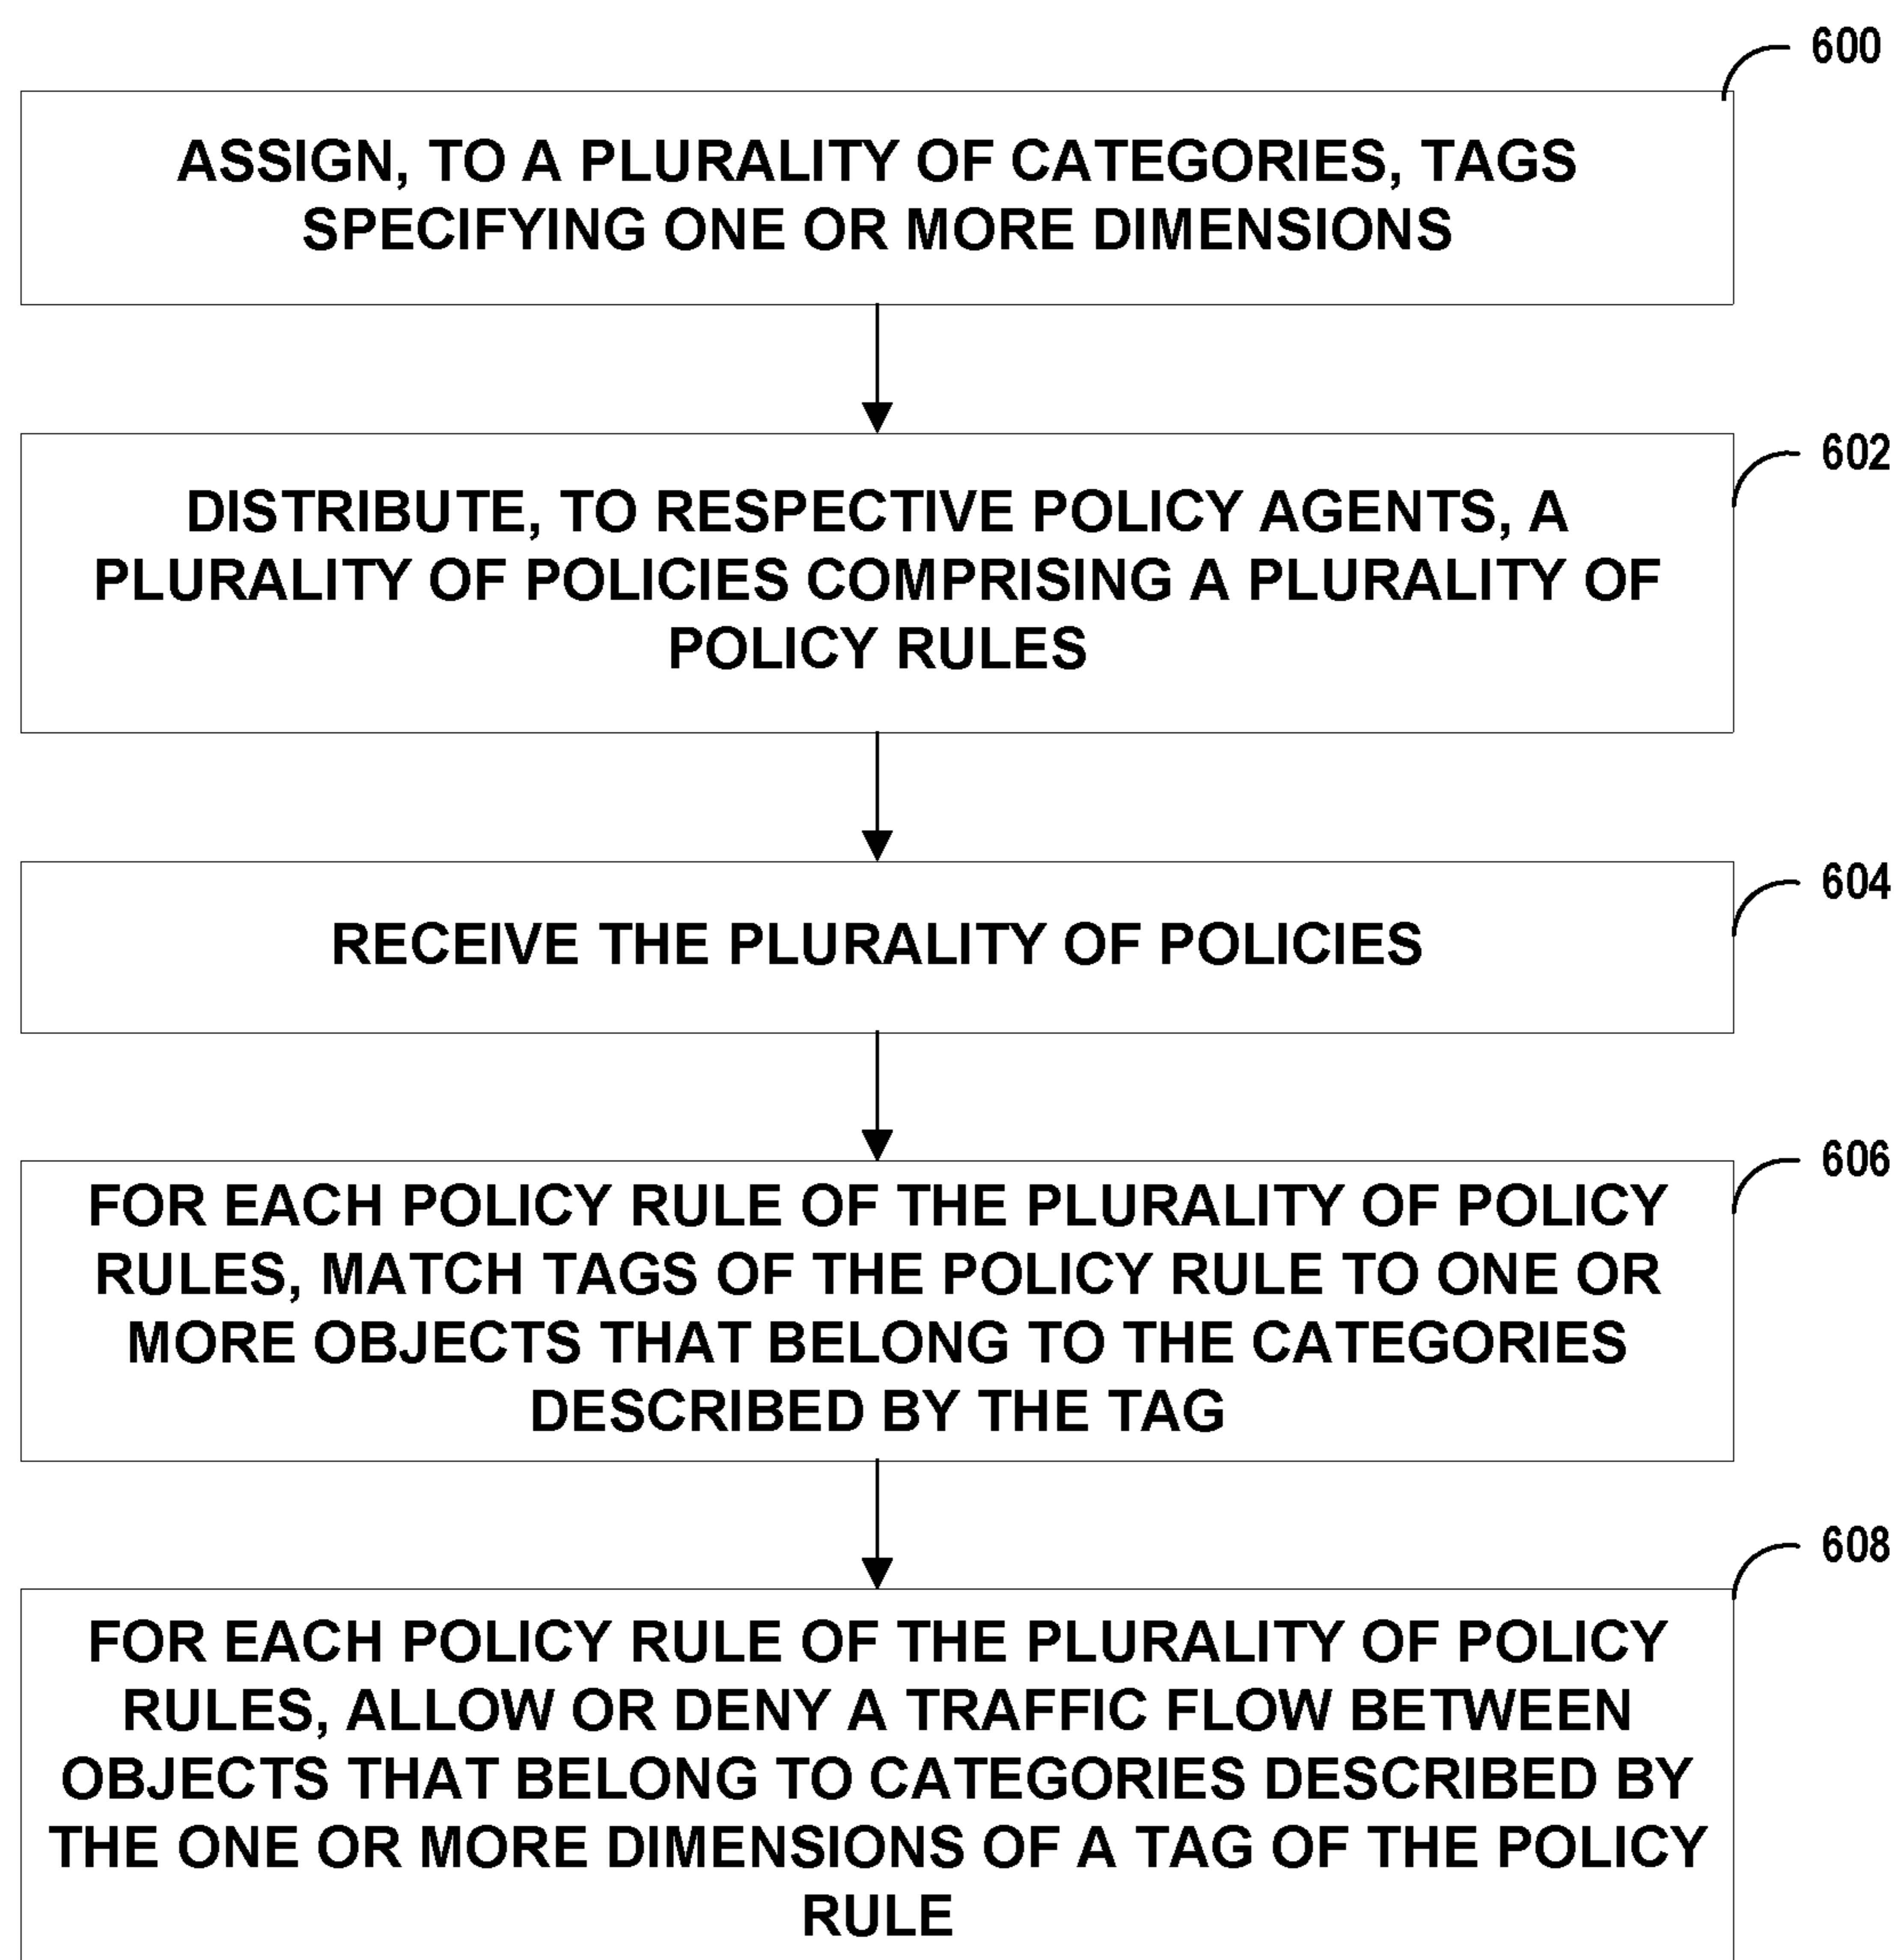 600
ASSIGN, TO A PLURALITY OF CATEGORIES, TAGS
SPECIFYING ONE OR MORE DIMENSIONS
602
DISTRIBUTE, TO RESPECTIVE POLICY AGENTS, A
PLURALITY OF POLICIES COMPRISING A PLURALITY OF
POLICY RULES
604
RECEIVE THE PLURALITY OF POLICIES
606
FOR EACH POLICY RULE OF THE PLURALITY OF POLICY
RULES, MATCH TAGS OF THE POLICY RULE TO ONE OR
MORE OBJECTS THAT BELONG TO THE CATEGORIES
DESCRIBED BY THE TAG
608
FOR EACH POLICY RULE OF THE PLURALITY OF POLICY
RULES, ALLOW OR DENY A TRAFFIC FLOW BETWEEN
OBJECTS THAT BELONG TO CATEGORIES DESCRIBED BY
THE ONE OR MORE DIMENSIONS OF A TAG OF THE POLICY
RULE